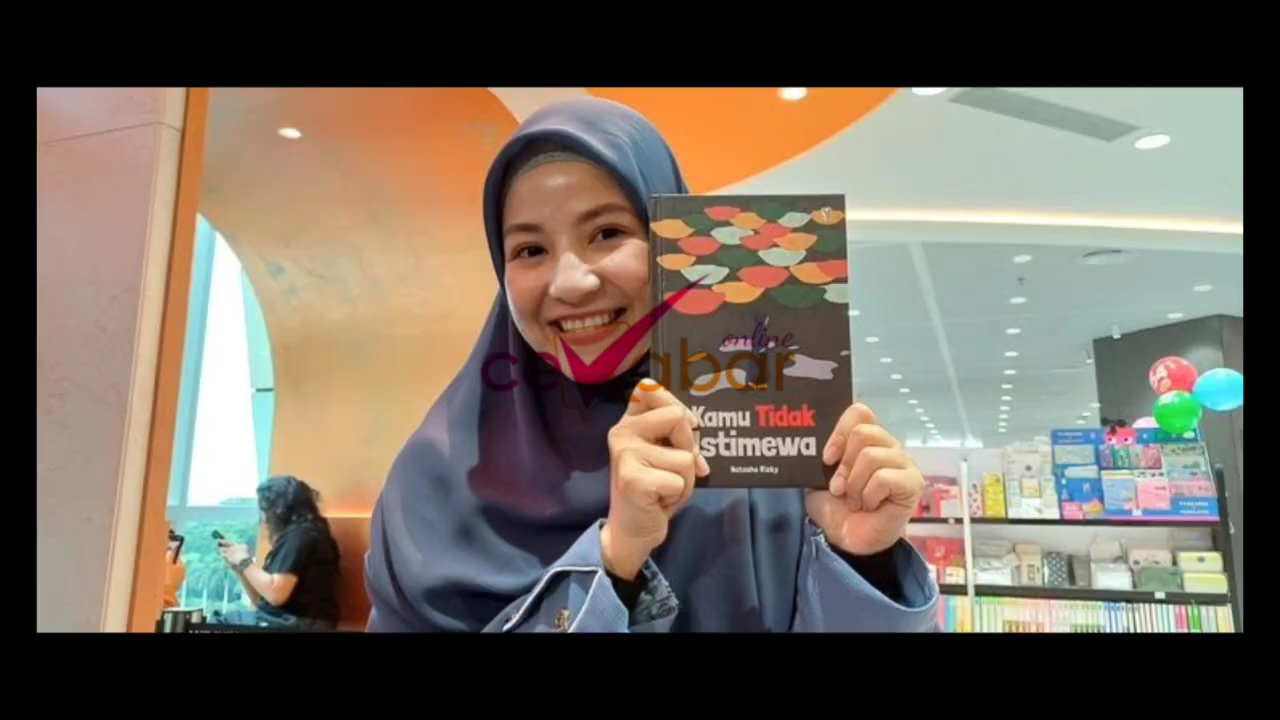 online
cekabar
Kamu Tidak
Istimewa
Natasha Rizky